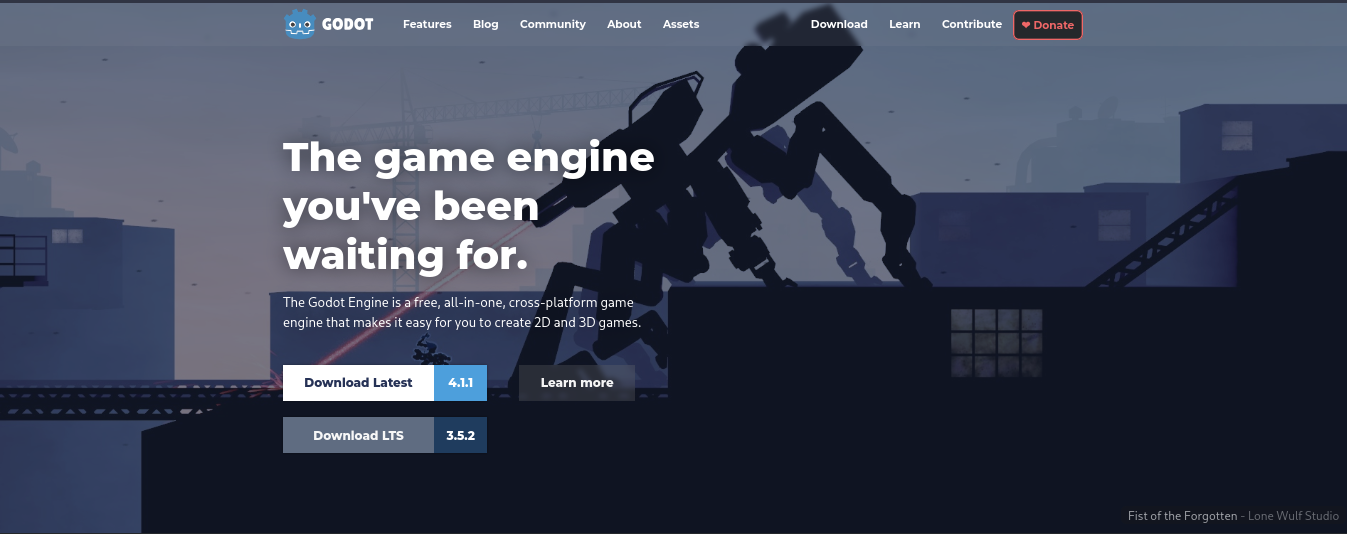 GODOT Features Blog Community About Assets Download Learn Contribute ❤ Donate
The game engine
you've been
waiting for.
The Godot Engine is a free, all-in-one, cross-platform game
engine that makes it easy for you to create 2D and 3D games.
Download Latest 4.1.1 Learn more
Download LTS 3.5.2
Fist of the Forgotten - Lone Wulf Studio